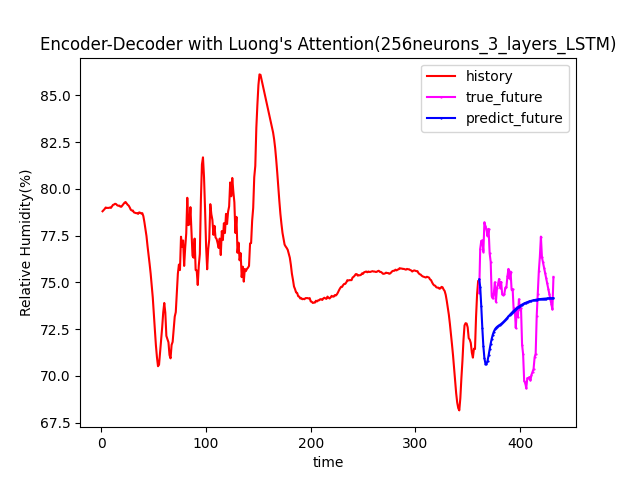 Encoder-Decoder with Luong's Attention(256neurons_3_layers_LSTM)
history
true_future
predict_future
Relative Humidity(%)
85.0
82.5
80.0
77.5
75.0
72.5
70.0
67.5
0 100 200 300 400
time